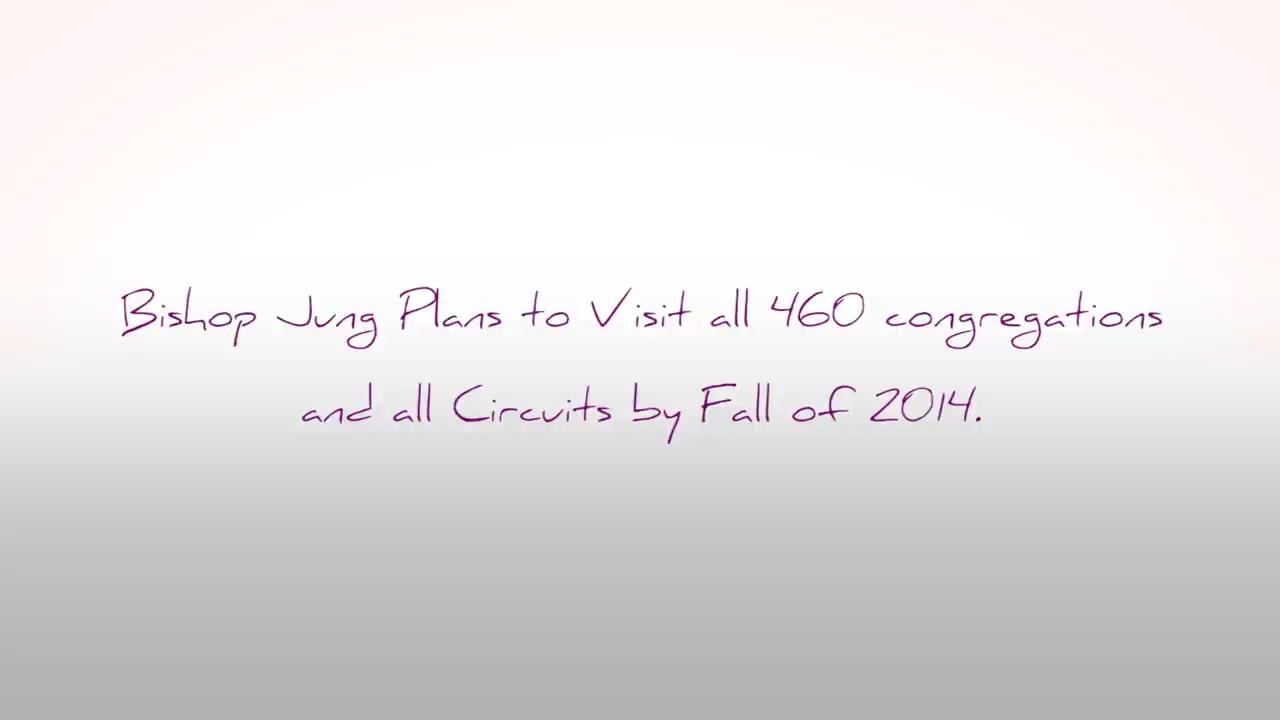 Bishop Jung Plans to Visit all 460 congregations
and all Circuits by Fall of 2014.